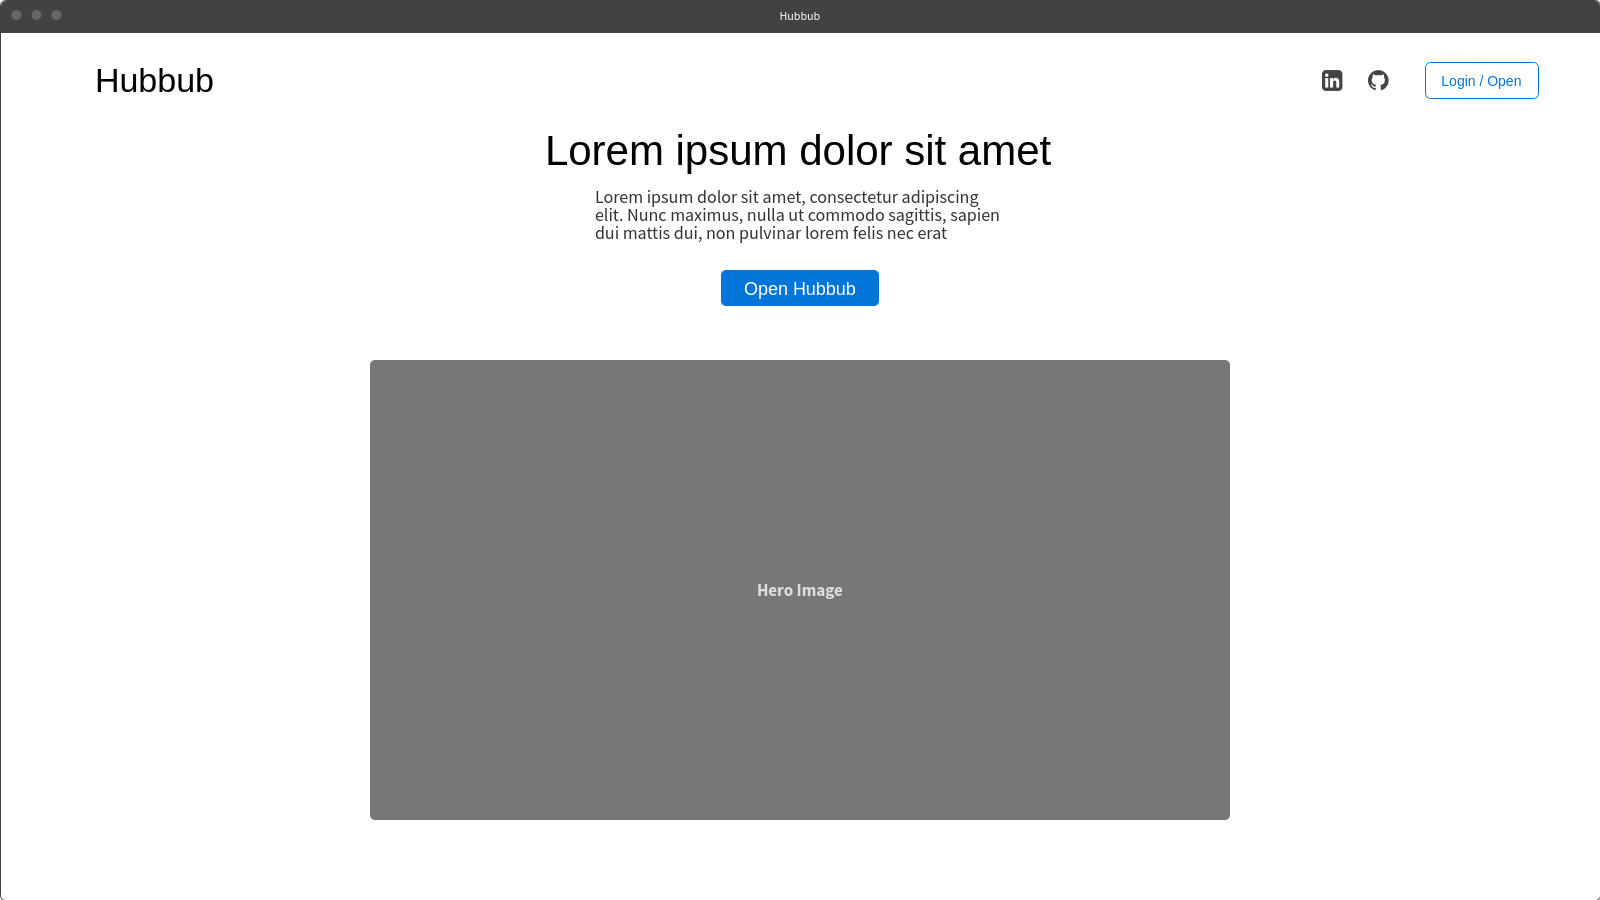 Hubbub
Hubbub
Login / Open
Lorem ipsum dolor sit amet
Lorem ipsum dolor sit amet, consectetur adipiscing
elit. Nunc maximus, nulla ut commodo sagittis, sapien
dui mattis dui, non pulvinar lorem felis nec erat
Open Hubbub
Hero Image